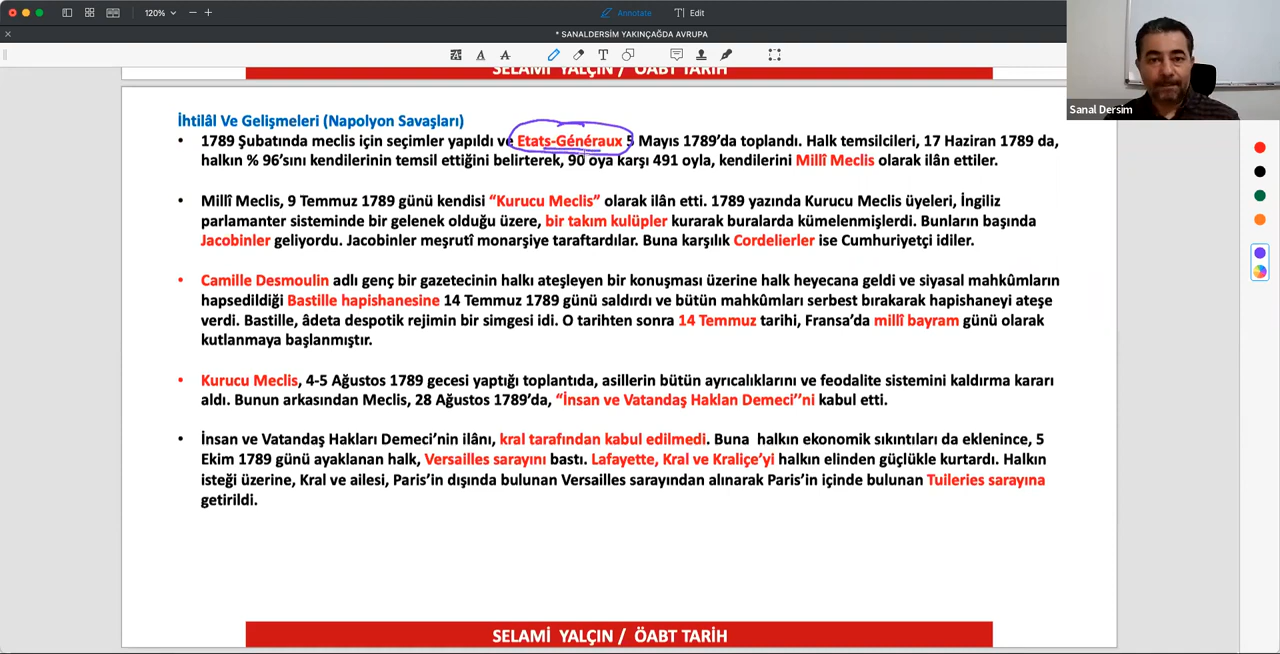 120%
Annotate
Edit
* SANALDERSİM YAKINÇAĞDA AVRUPA
SELAMİ YALÇIN / ÖABT TARİH
Sanal Dersim
İhtilâl Ve Gelişmeleri (Napolyon Savaşları)
• 1789 Şubatında meclis için seçimler yapıldı ve Etats-Généraux 5 Mayıs 1789’da toplandı. Halk temsilcileri, 17 Haziran 1789 da,
halkın % 96’sını kendilerinin temsil ettiğini belirterek, 90 oya karşı 491 oyla, kendilerini Millî Meclis olarak ilân ettiler.
• Millî Meclis, 9 Temmuz 1789 günü kendisi “Kurucu Meclis” olarak ilân etti. 1789 yazında Kurucu Meclis üyeleri, İngiliz
parlamanter sisteminde bir gelenek olduğu üzere, bir takım kulüpler kurarak buralarda kümelenmişlerdi. Bunların başında
Jacobinler geliyordu. Jacobinler meşrutî monarşiye taraftardılar. Buna karşılık Cordelierler ise Cumhuriyetçi idiler.
• Camille Desmoulin adlı genç bir gazetecinin halkı ateşleyen bir konuşması üzerine halk heyecana geldi ve siyasal mahkûmların
hapsedildiği Bastille hapishanesine 14 Temmuz 1789 günü saldırdı ve bütün mahkûmları serbest bırakarak hapishaneyi ateşe
verdi. Bastille, âdeta despotik rejimin bir simgesi idi. O tarihten sonra 14 Temmuz tarihi, Fransa’da millî bayram günü olarak
kutlanmaya başlanmıştır.
• Kurucu Meclis, 4-5 Ağustos 1789 gecesi yaptığı toplantıda, asillerin bütün ayrıcalıklarını ve feodalite sistemini kaldırma kararı
aldı. Bunun arkasından Meclis, 28 Ağustos 1789’da, “İnsan ve Vatandaş Haklan Demeci’’ni kabul etti.
• İnsan ve Vatandaş Hakları Demeci’nin ilânı, kral tarafından kabul edilmedi. Buna halkın ekonomik sıkıntıları da eklenince, 5
Ekim 1789 günü ayaklanan halk, Versailles sarayını bastı. Lafayette, Kral ve Kraliçe’yi halkın elinden güçlükle kurtardı. Halkın
isteği üzerine, Kral ve ailesi, Paris’in dışında bulunan Versailles sarayından alınarak Paris’in içinde bulunan Tuileries sarayına
getirildi.
SELAMİ YALÇIN / ÖABT TARİH